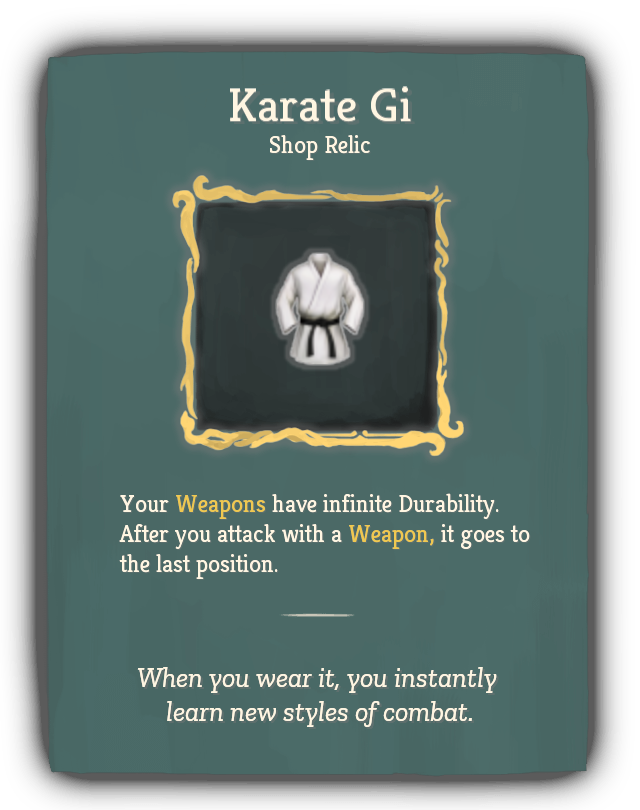 Karate Gi
Shop Relic
Your Weapons have infinite Durability.
After you attack with a Weapon, it goes to
the last position.
When you wear it, you instantly
learn new styles of combat.